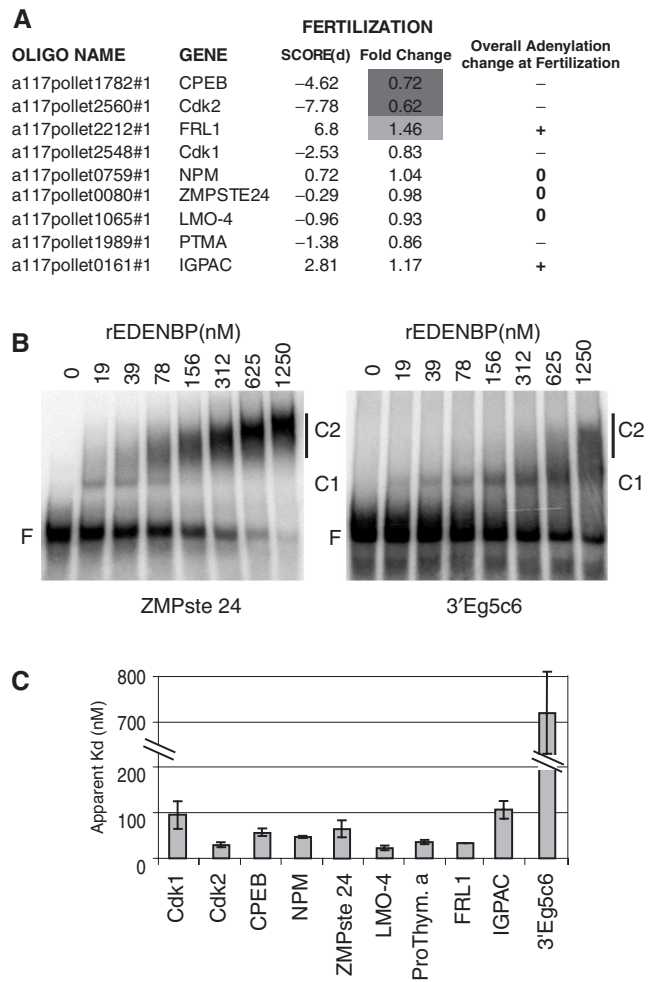 A
FERTILIZATION
OLIGO NAME GENE SCORE(d) Fold Change Overall Adenylation change at Fertilization
a117pollet1782#1 CPEB −4.62 0.72 −
a117pollet2560#1 Cdk2 −7.78 0.62 −
a117pollet2212#1 FRL1 6.8 1.46 +
a117pollet2548#1 Cdk1 −2.53 0.83 −
a117pollet0759#1 NPM 0.72 1.04 0
a117pollet0080#1 ZMPSTE24 −0.29 0.98 0
a117pollet1065#1 LMO-4 −0.96 0.93 0
a117pollet1989#1 PTMA −1.38 0.86 −
a117pollet0161#1 IGPAC 2.81 1.17 +
B
rEDENBP(nM) rEDENBP(nM)
0 19 39 78 156 312 625 1250 0 19 39 78 156 312 625 1250
C2 C2
C1 C1
F F
ZMPste 24 3′Eg5c6
C
Apparent Kd (nM)
800
700
200
100
0
Cdk1 Cdk2 CPEB NPM ZMPste 24 LMO-4 ProThym. a FRL1 IGPAC 3'Eg5c6